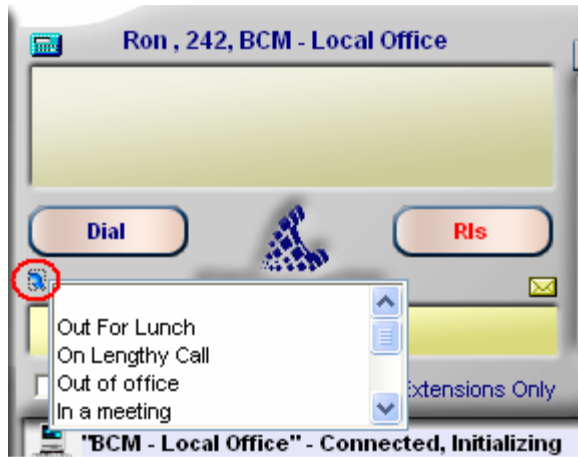 Ron , 242, BCM - Local Office
Dial
Rls
Out For Lunch
On Lengthy Call
Out of office
In a meeting
Extensions Only
"BCM - Local Office" - Connected, Initializing